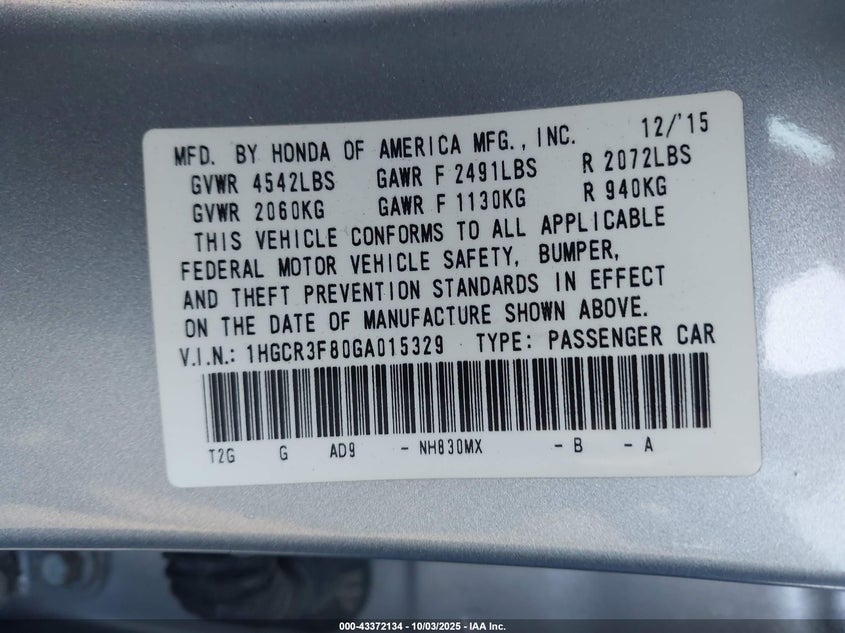 MFD. BY HONDA OF AMERICA MFG., INC. 12/'15
GVWR 4542LBS GAWR F 2491LBS R 2072LBS
GVWR 2060KG GAWR F 1130KG R 940KG
THIS VEHICLE CONFORMS TO ALL APPLICABLE
FEDERAL MOTOR VEHICLE SAFETY, BUMPER,
AND THEFT PREVENTION STANDARDS IN EFFECT
ON THE DATE OF MANUFACTURE SHOWN ABOVE.
V.I.N.: 1HGCR3F80GA015329 TYPE: PASSENGER CAR
T2G G AD9 - NH830MX - B - A
000-43372134 - 10/03/2025 - IAA Inc.